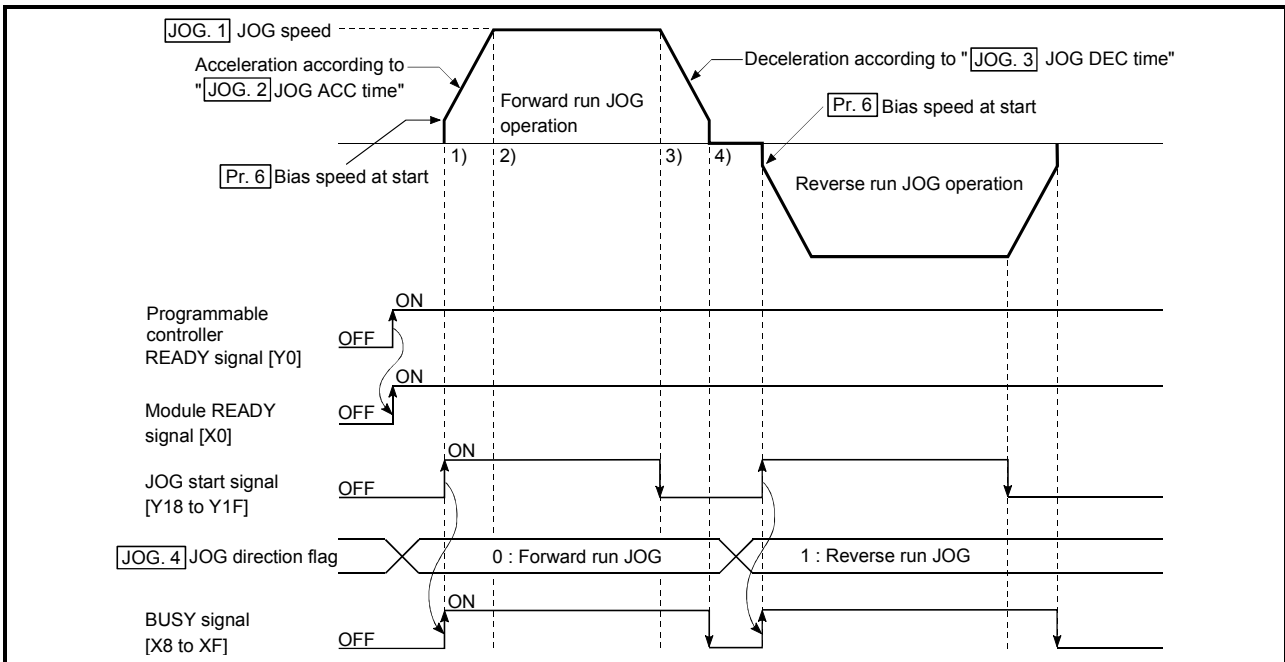 JOG. 1 JOG speed
Acceleration according to
"JOG. 2 JOG ACC time"
Deceleration according to "JOG. 3 JOG DEC time"
Forward run JOG
operation
Pr. 6 Bias speed at start
1)
2)
3)
4)
Pr. 6 Bias speed at start
Reverse run JOG operation
Programmable
controller
READY signal [Y0]
OFF
ON
Module READY
signal [X0]
OFF
ON
JOG start signal
[Y18 to Y1F]
OFF
ON
JOG. 4 JOG direction flag
0 : Forward run JOG
1 : Reverse run JOG
BUSY signal
[X8 to XF]
OFF
ON